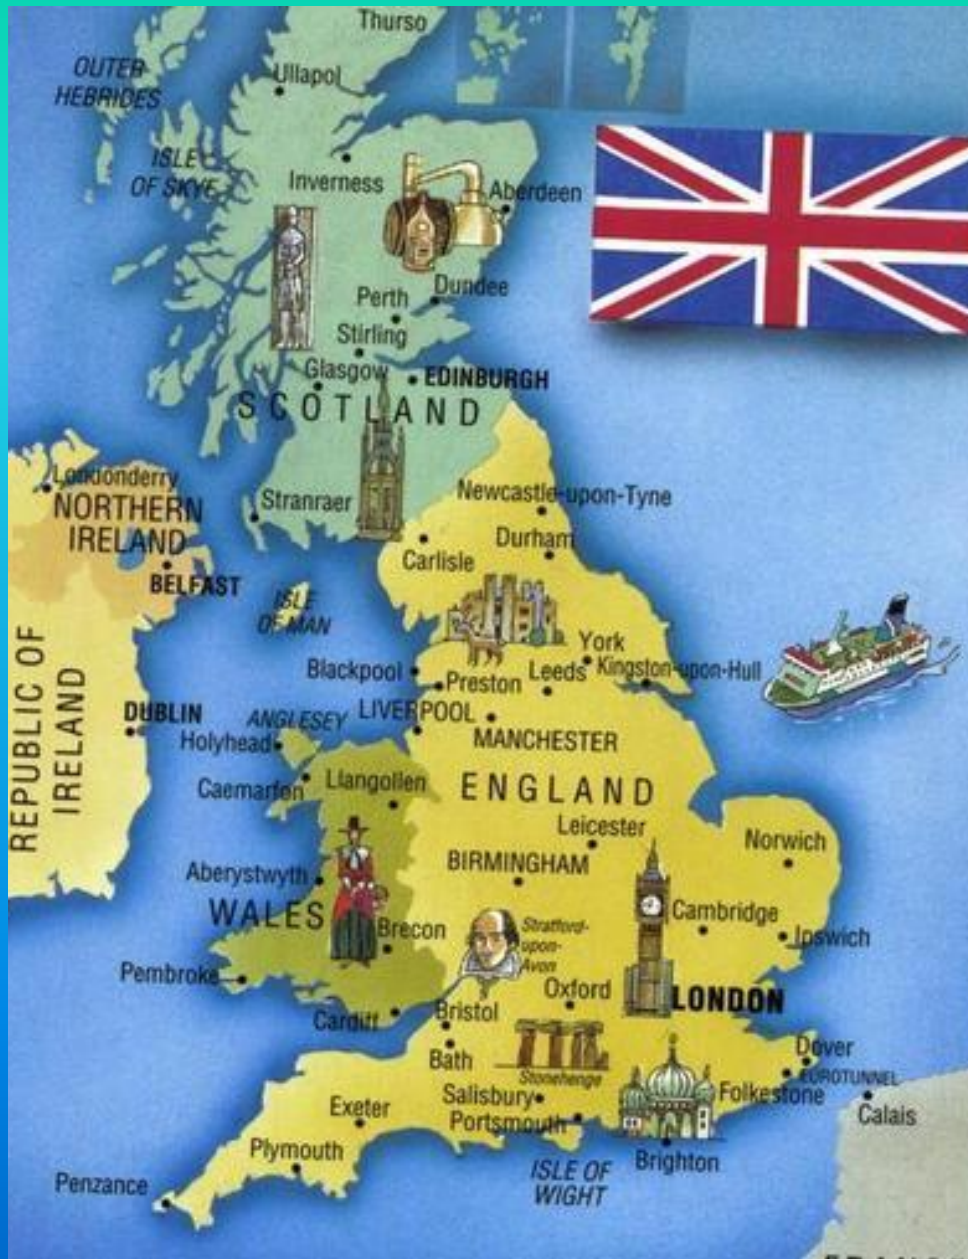 Thurso
OUTER
HEBRIDES
Ullapol
ISLE
OF SKYE
Inverness
Aberdeen
Dundee
Perth
Stirling
Glasgow
EDINBURGH
SCOTLAND
Londonderry
NORTHERN
IRELAND
BELFAST
Stranraer
Newcastle-upon-Tyne
Durham
Carlisle
ISLE
OF MAN
York
Blackpool
Preston
Leeds
Kingston-upon-Hull
REPUBLIC OF
IRELAND
DUBLIN
ANGLESEY
LIVERPOOL
Holyhead
MANCHESTER
Caernarfon
Llangollen
ENGLAND
Leicester
Norwich
BIRMINGHAM
Aberystwyth
WALES
Brecon
Stratford-
upon-
Avon
Cambridge
Ipswich
Pembroke
Oxford
LONDON
Cardiff
Bristol
Bath
Stonehenge
Dover
EUROTUNNEL
Folkestone
Calais
Salisbury
Portsmouth
Exeter
Plymouth
Brighton
ISLE OF
WIGHT
Penzance